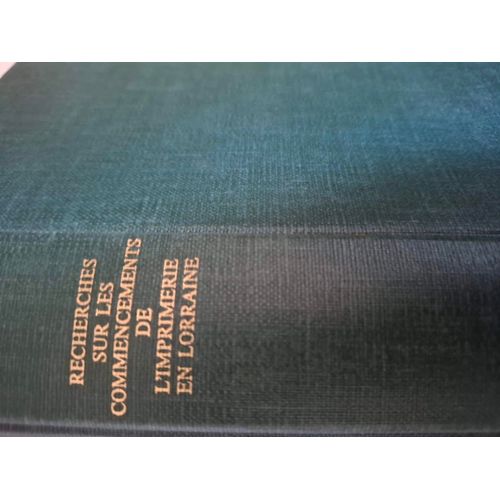 RECHERCHES
SUR LES
COMMENCEMENTS
DE
L'IMPRIMERIE
EN LORRAINE